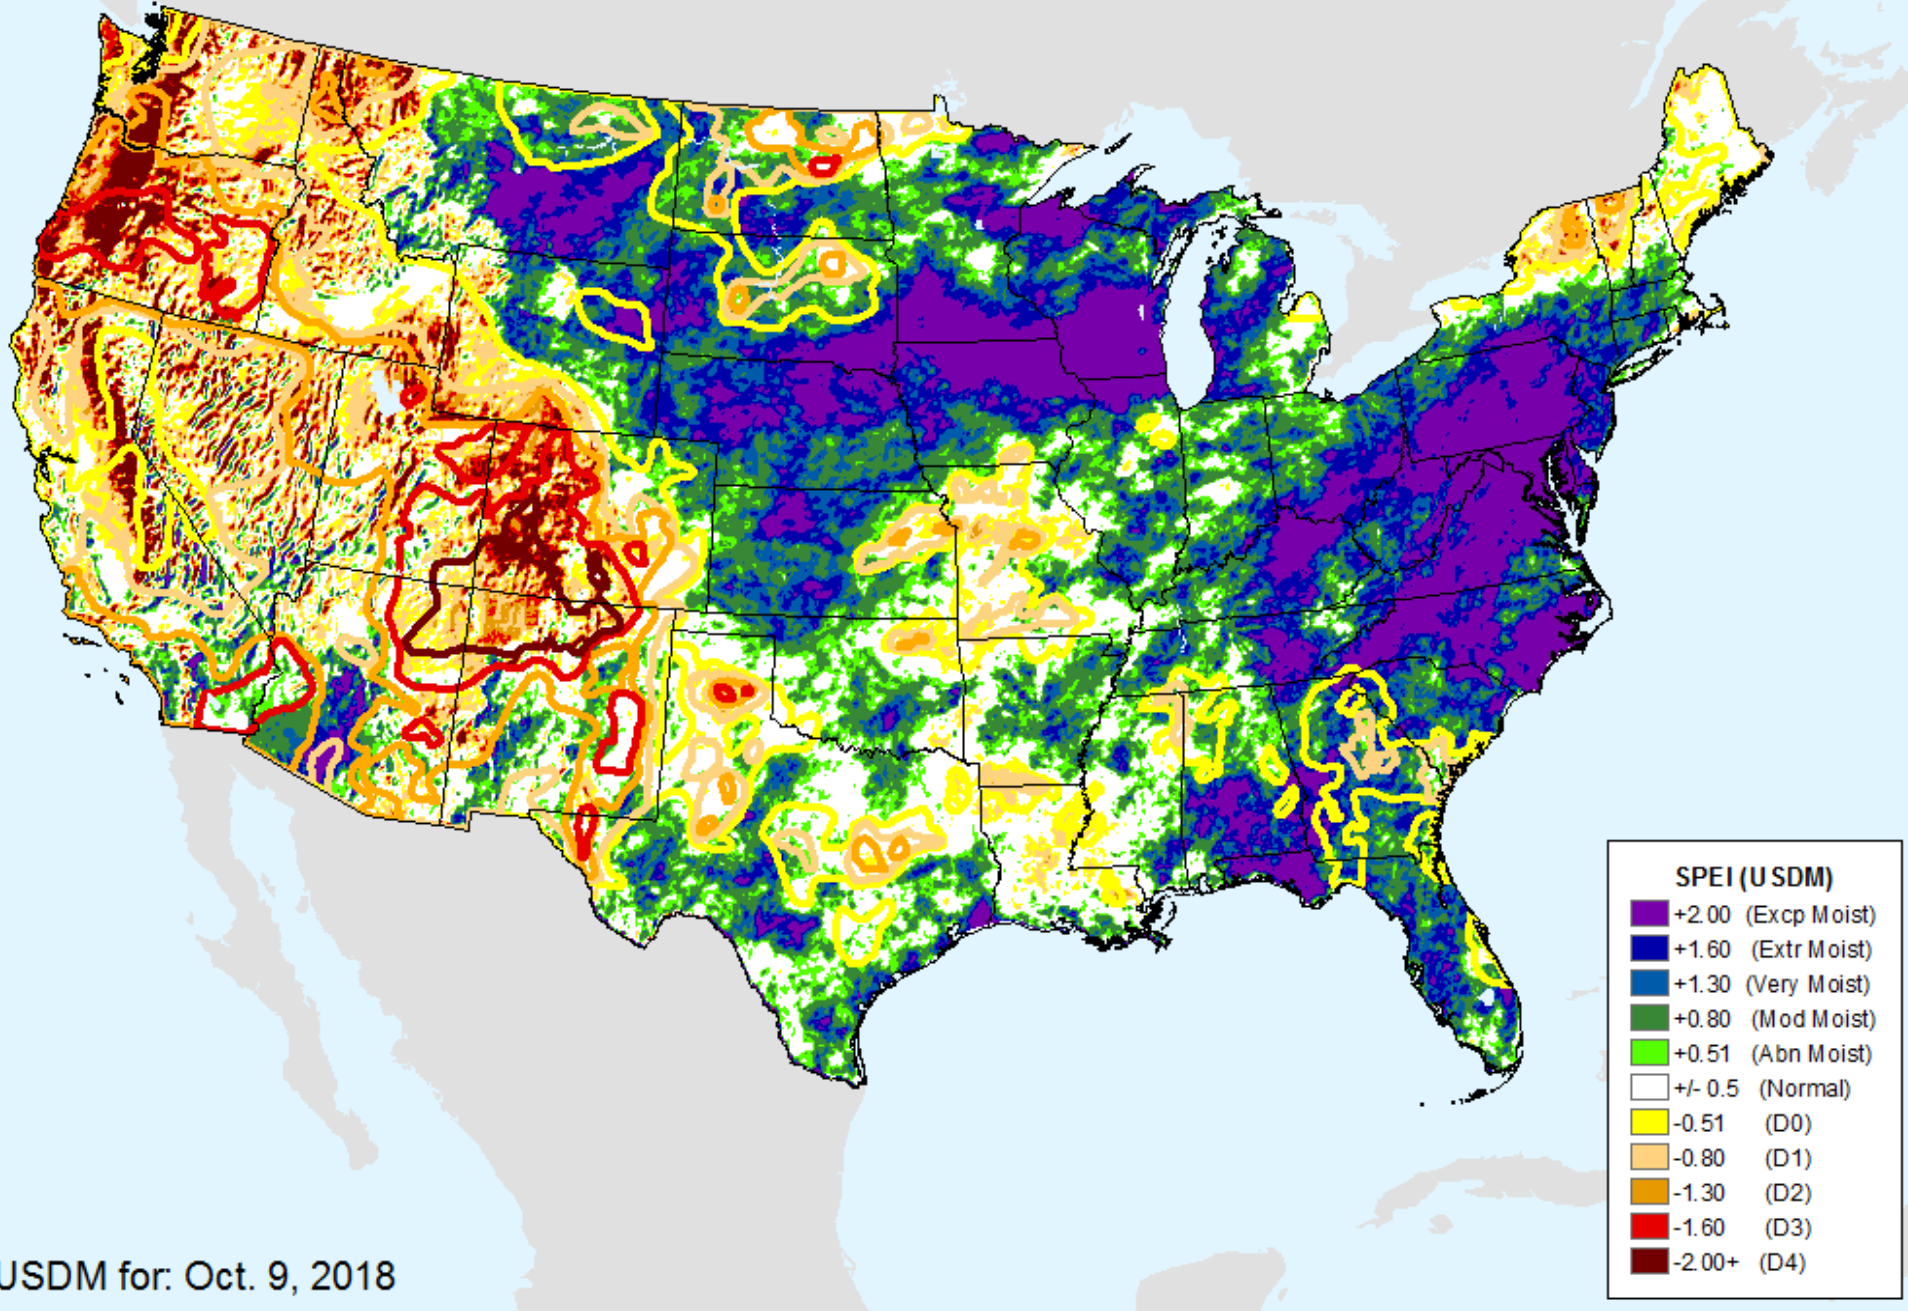 SPEI (USDM)
+2.00 (Excp Moist)
+1.60 (Extr Moist)
+1.30 (Very Moist)
+0.80 (Mod Moist)
+0.51 (Abn Moist)
+/- 0.5 (Normal)
-0.51 (D0)
-0.80 (D1)
-1.30 (D2)
-1.60 (D3)
-2.00+ (D4)
USDM for: Oct. 9, 2018